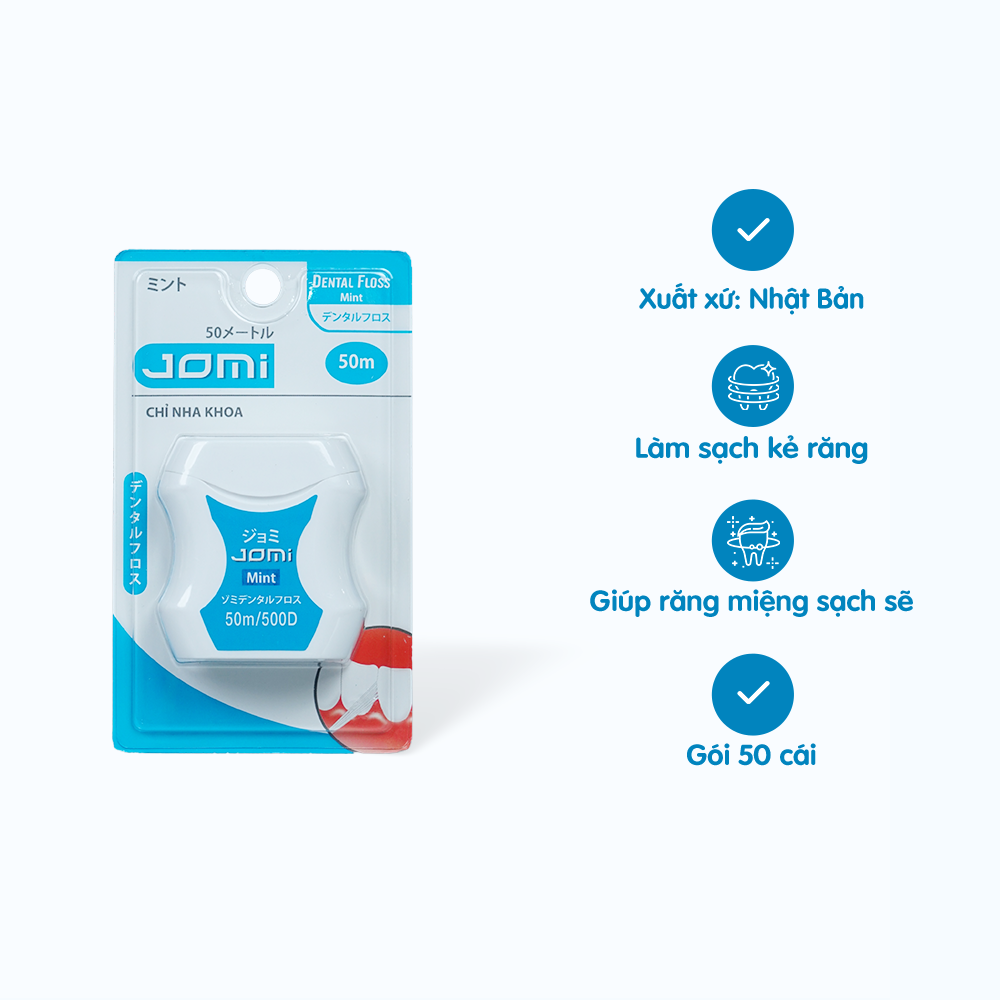 ミント
DENTAL FLOSS
Mint
デンタルフロス
50メートル
JOMi
50m
CHỈ NHA KHOA
デンタルフロス
ジョミ
JOMi
Mint
ゾミデンタルフロス
50m/500D
Xuất xứ: Nhật Bản
Làm sạch kẻ răng
Giúp răng miệng sạch sẽ
Gói 50 cái